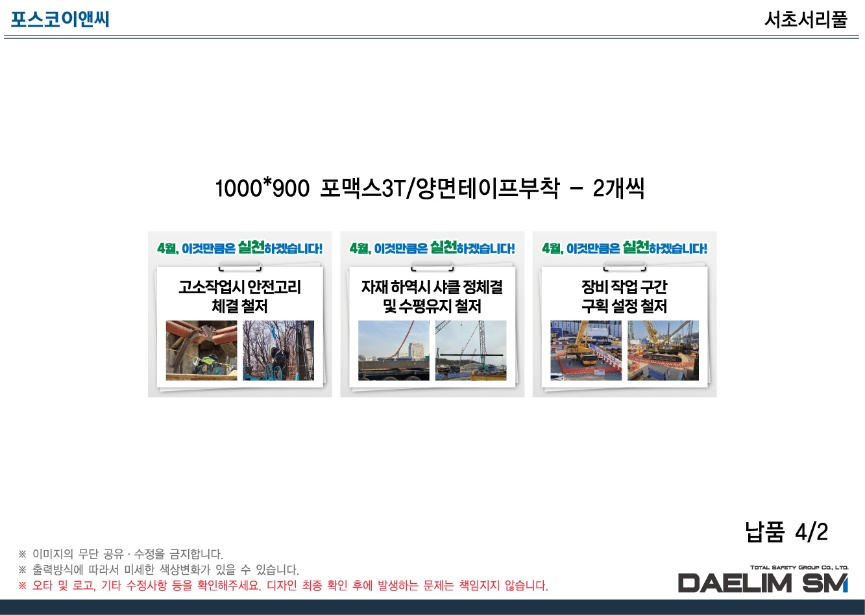 포스코이앤씨
서초서리풀
1000*900 포맥스3T/양면테이프부착 - 2개씩
4월, 이것만큼은 실천하겠습니다!
고소작업시 안전고리
체결 철저
4월, 이것만큼은 실천하겠습니다!
자재 하역시 샤클 정체결
및 수평유지 철저
4월, 이것만큼은 실천하겠습니다!
장비 작업 구간
구획 설정 철저
납품 4/2
※ 이미지의 무단 공유·수정을 금지합니다.
※ 출력방식에 따라서 미세한 색상변화가 있을 수 있습니다.
※ 오타 및 로고, 기타 수정사항 등을 확인해주세요. 디자인 최종 확인 후에 발생하는 문제는 책임지지 않습니다.
TOTAL SAFETY GROUP CO., LTD.
DAELIM SM